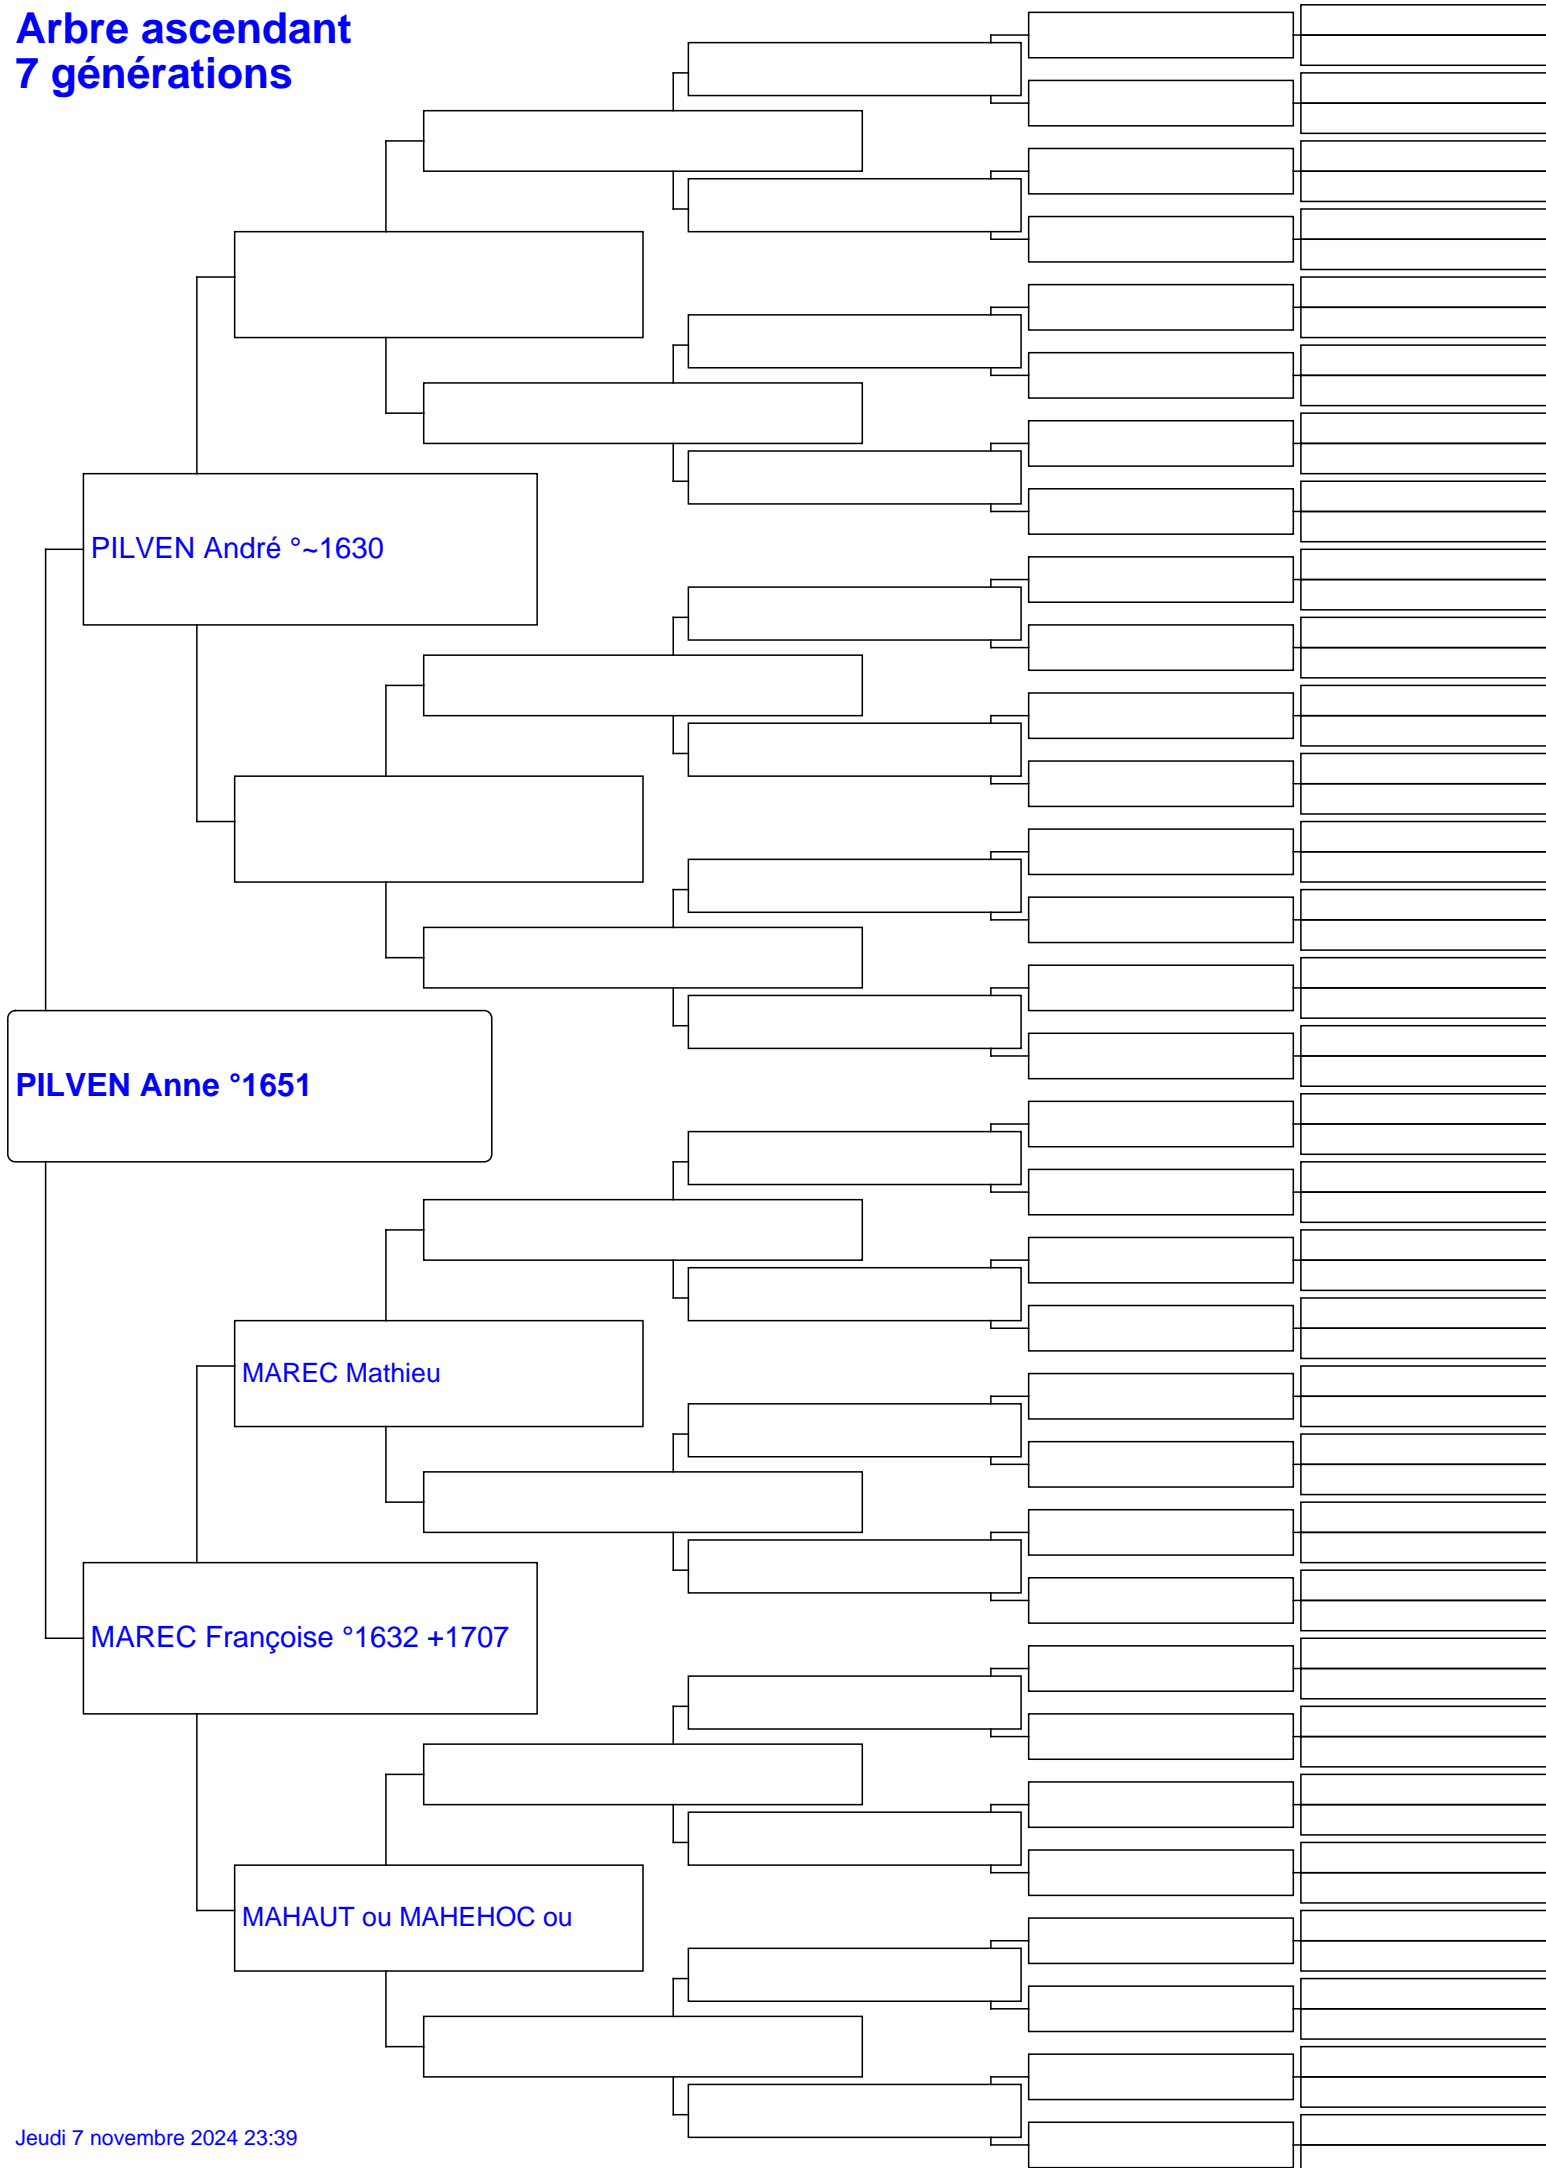 Arbre ascendant
7 générations
PILVEN André °~1630
PILVEN Anne °1651
MAREC Mathieu
MAREC Françoise °1632 +1707
MAHAUT ou MAHEHOC ou
Jeudi 7 novembre 2024 23:39